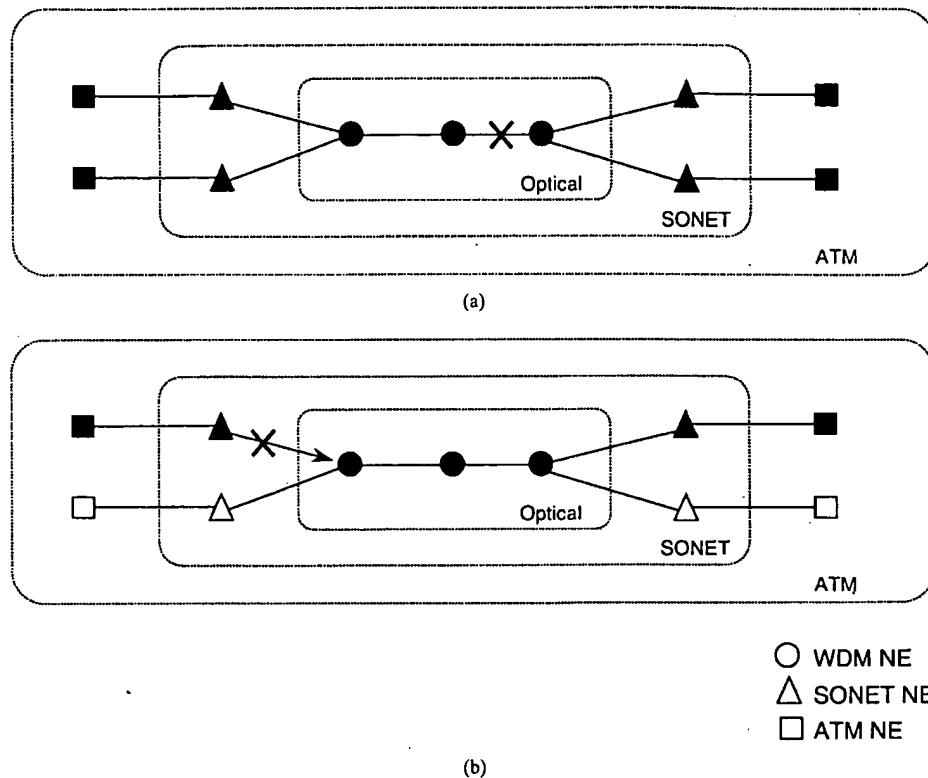 Optical
SONET
ATM
(a)
Optical
SONET
ATM
WDM NE
SONET NE
ATM NE
(b)